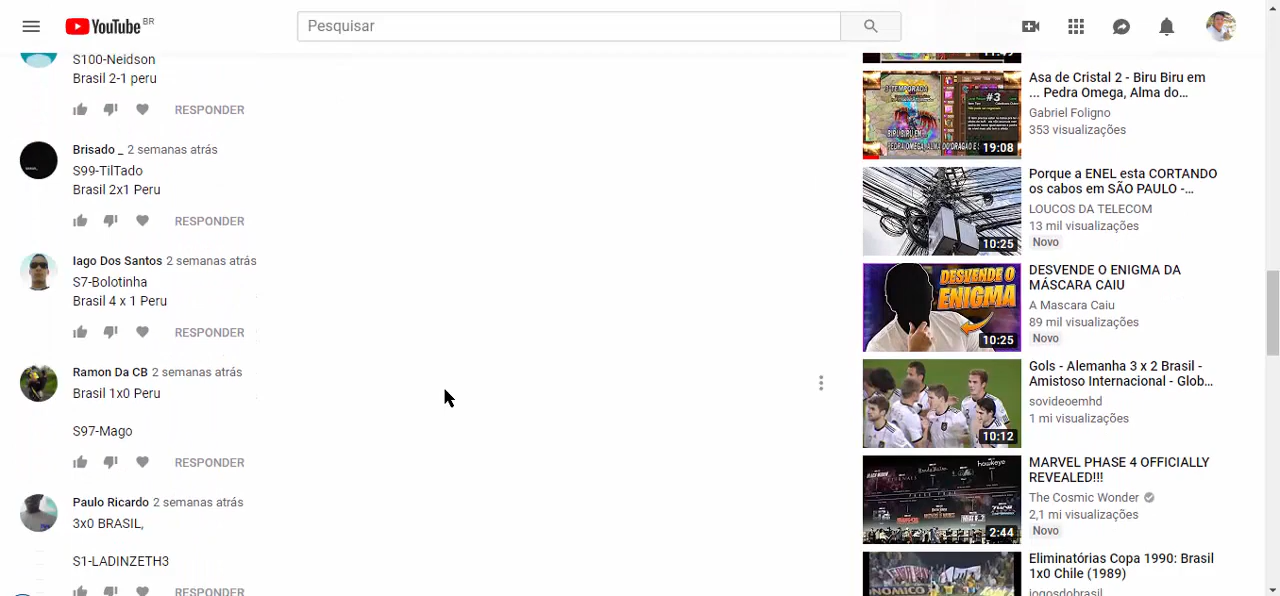 YouTube BR
Pesquisar
S100-Neidson
Brasil 2-1 peru
RESPONDER
Brisado _ 2 semanas atrás
S99-TilTado
Brasil 2x1 Peru
RESPONDER
Iago Dos Santos 2 semanas atrás
S7-Bolotinha
Brasil 4 x 1 Peru
RESPONDER
Ramon Da CB 2 semanas atrás
Brasil 1x0 Peru
S97-Mago
RESPONDER
Paulo Ricardo 2 semanas atrás
3x0 BRASIL,
S1-LADINZETH3
RESPONDER
#3
19:08
Asa de Cristal 2 - Biru Biru em
... Pedra Omega, Alma do...
Gabriel Foligno
353 visualizações
10:25
Porque a ENEL esta CORTANDO
os cabos em SÃO PAULO -...
LOUCOS DA TELECOM
13 mil visualizações
Novo
DESVENDE O
ENIGMA
10:25
DESVENDE O ENIGMA DA
MÁSCARA CAIU
A Mascara Caiu
89 mil visualizações
Novo
10:12
Gols - Alemanha 3 x 2 Brasil -
Amistoso Internacional - Glob...
sovideoemhd
1 mi visualizações
2:44
MARVEL PHASE 4 OFFICIALLY
REVEALED!!!
The Cosmic Wonder
2,1 mi visualizações
Novo
Eliminatórias Copa 1990: Brasil
1x0 Chile (1989)
jogosdobrasil